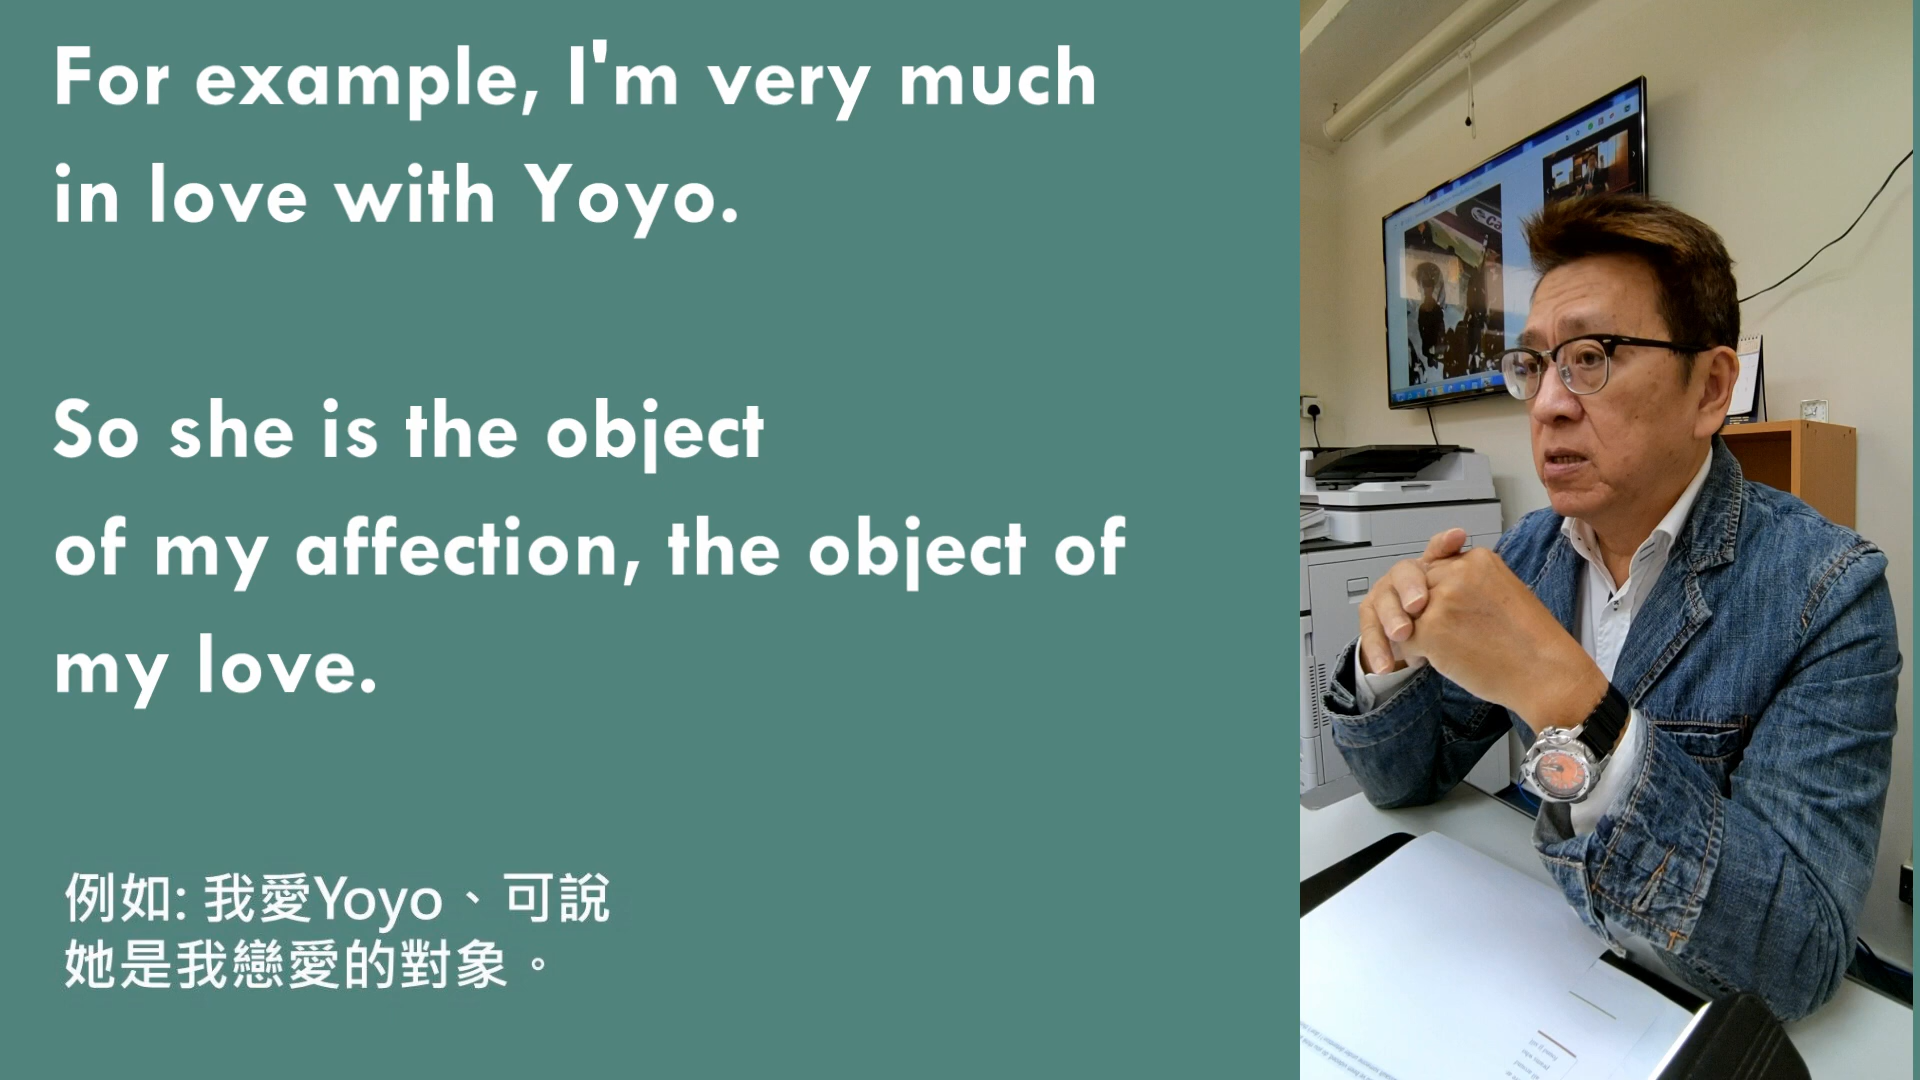 For example, I'm very much
in love with Yoyo.
So she is the object
of my affection, the object of
my love.
例如: 我愛Yoyo、可說
她是我戀愛的對象。